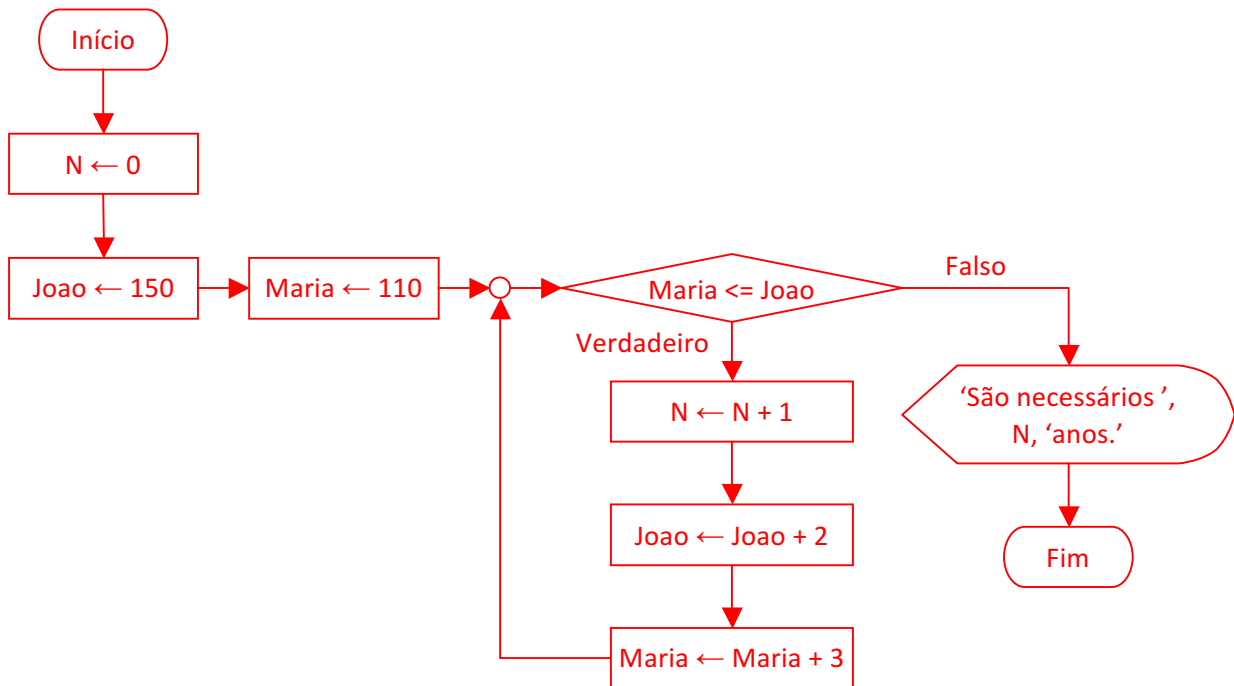 Início
N ← 0
Joao ← 150
Maria ← 110
Maria <= Joao
Falso
Verdadeiro
N ← N + 1
Joao ← Joao + 2
Maria ← Maria + 3
‘São necessários ’,
N, ‘anos.’
Fim